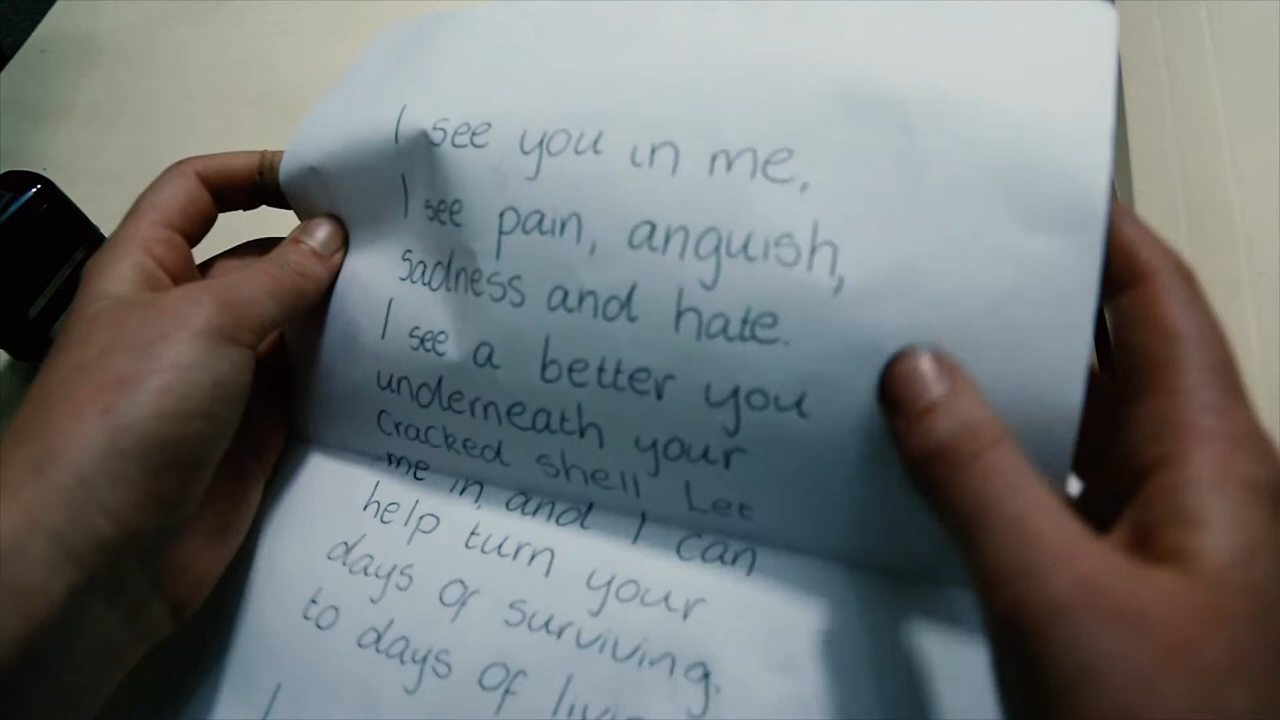 I see you in me,
I see pain, anguish,
sadness and hate.
I see a better you
underneath your
cracked shell. Let
me in, and I can
help turn your
days of surviving.
to days of
I